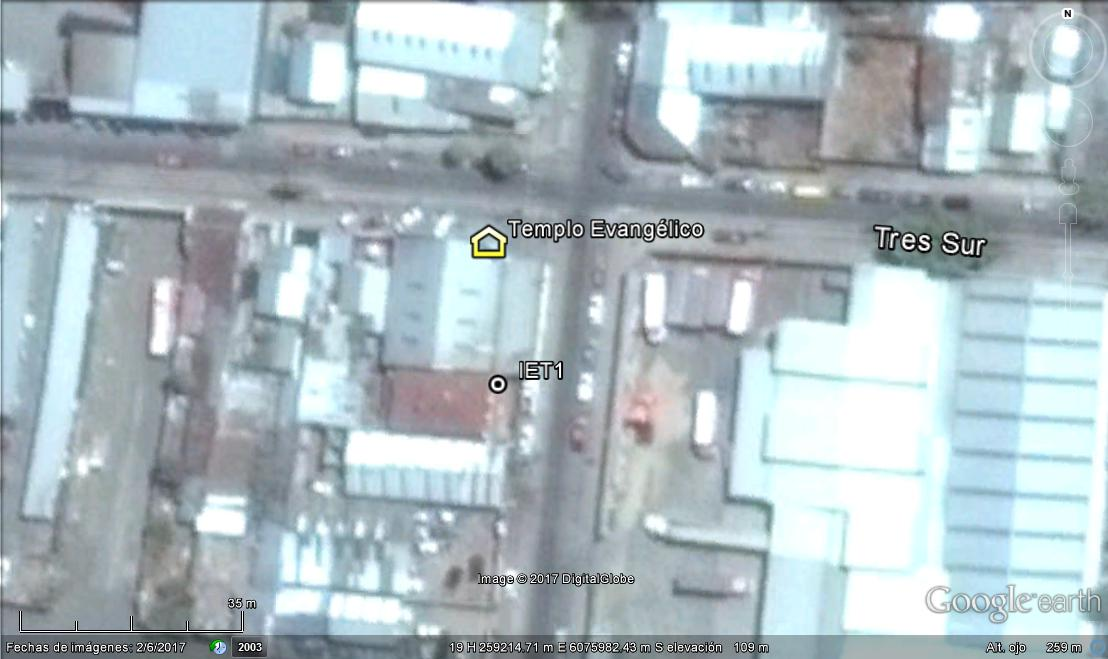 N
Templo Evangélico
Tres Sur
IET1
Image © 2017 DigitalGlobe
Google earth
35 m
Fechas de imágenes: 2/6/2017
2003
19 H 259214.71 m E 6075982.43 m S elevación 109 m
Alt. ojo 259 m